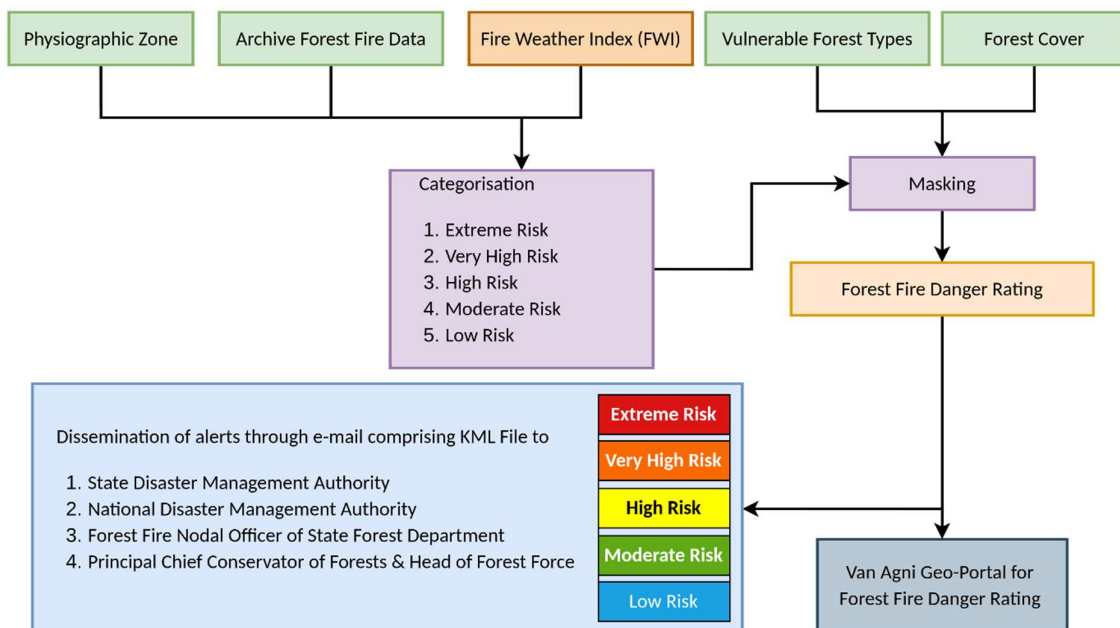 Physiographic Zone
Archive Forest Fire Data
Fire Weather Index (FWI)
Vulnerable Forest Types
Forest Cover
Categorisation
1. Extreme Risk
2. Very High Risk
3. High Risk
4. Moderate Risk
5. Low Risk
Masking
Forest Fire Danger Rating
Dissemination of alerts through e-mail comprising KML File to
1. State Disaster Management Authority
2. National Disaster Management Authority
3. Forest Fire Nodal Officer of State Forest Department
4. Principal Chief Conservator of Forests & Head of Forest Force
Extreme Risk
Very High Risk
High Risk
Moderate Risk
Low Risk
Van Agni Geo-Portal for
Forest Fire Danger Rating